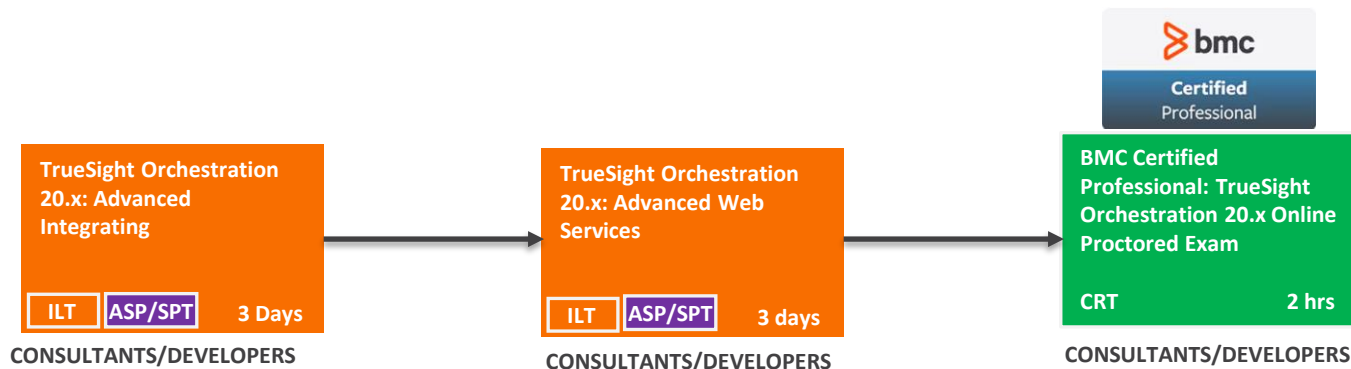 bmc
Certified
Professional
TrueSight Orchestration
20.x: Advanced
Integrating
ILT
ASP/SPT
3 Days
CONSULTANTS/DEVELOPERS
TrueSight Orchestration
20.x: Advanced Web
Services
ILT
ASP/SPT
3 days
CONSULTANTS/DEVELOPERS
BMC Certified
Professional: TrueSight
Orchestration 20.x Online
Proctored Exam
CRT
2 hrs
CONSULTANTS/DEVELOPERS